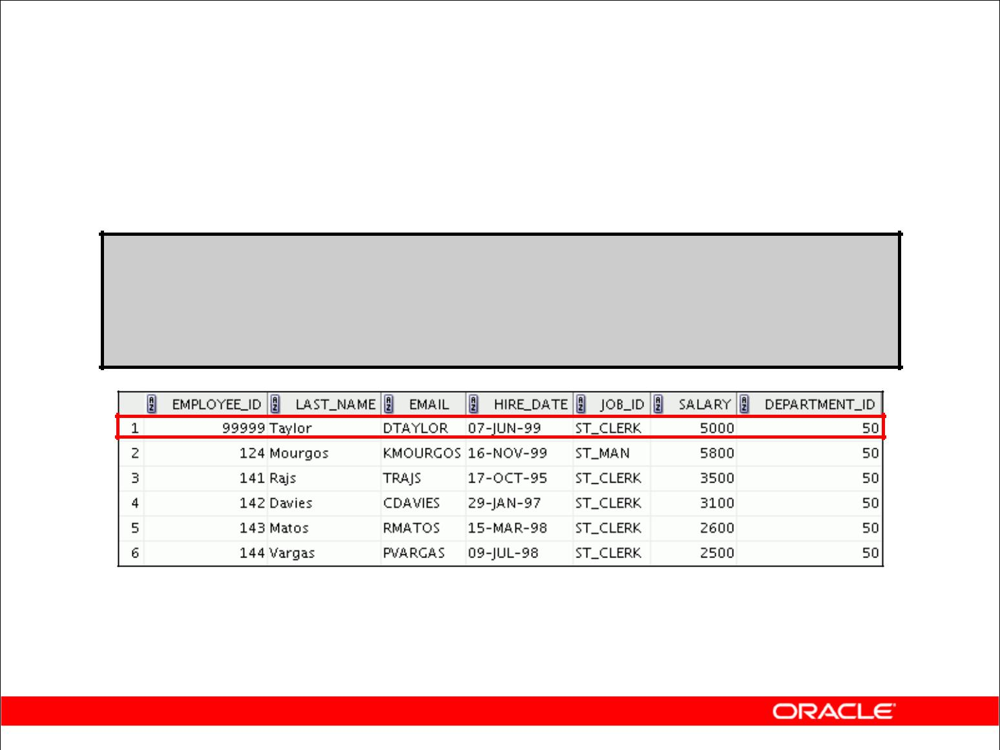 EMPLOYEE_ID LAST_NAME EMAIL HIRE_DATE JOB_ID SALARY DEPARTMENT_ID
1 99999 Taylor DTAYLOR 07-JUN-99 ST_CLERK 5000 50
2 124 Mourgos KMOURGOS 16-NOV-99 ST_MAN 5800 50
3 141 Rajs TRAJS 17-OCT-95 ST_CLERK 3500 50
4 142 Davies CDAVIES 29-JAN-97 ST_CLERK 3100 50
5 143 Matos RMATOS 15-MAR-98 ST_CLERK 2600 50
6 144 Vargas PVARGAS 09-JUL-98 ST_CLERK 2500 50
ORACLE